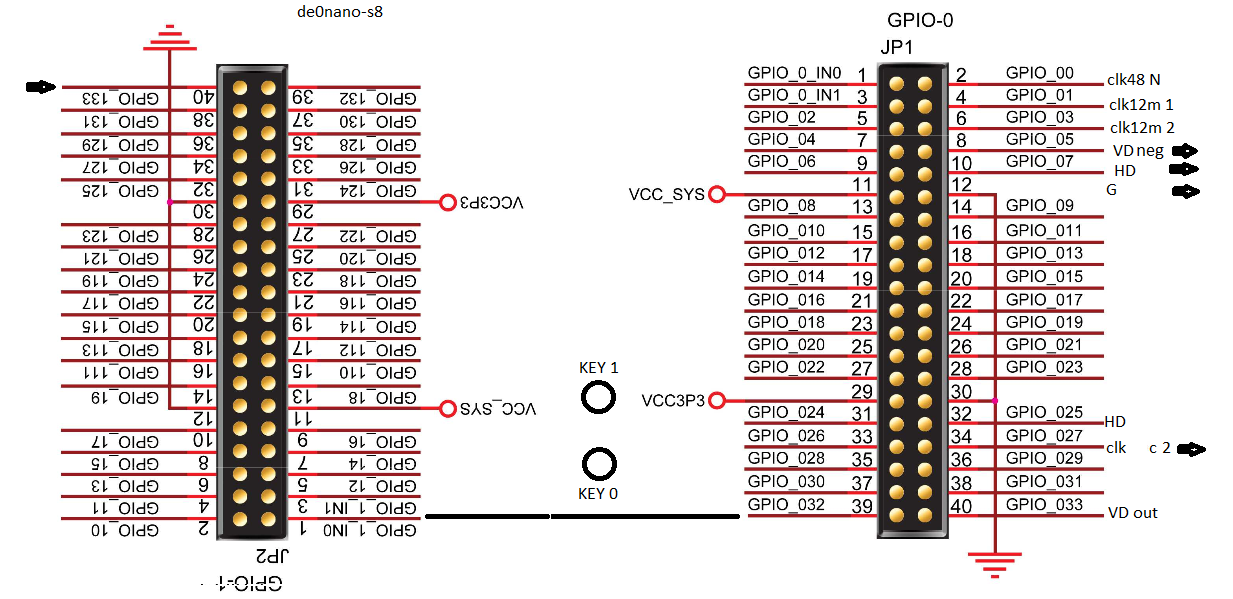 de0nano-s8
GPIO_133 40 39 GPIO_132
GPIO_131 38 37 GPIO_130
GPIO_129 36 35 GPIO_128
GPIO_127 34 33 GPIO_126
GPIO_125 32 31 GPIO_124
30 29 VCC3P3
GPIO_123 28 27 GPIO_122
GPIO_121 26 25 GPIO_120
GPIO_119 24 23 GPIO_118
GPIO_117 22 21 GPIO_116
GPIO_115 20 19 GPIO_114
GPIO_113 18 17 GPIO_112
GPIO_111 16 15 GPIO_110
GPIO_19 14 13 GPIO_18
12 11 VCC_SYS
GPIO_17 10 9 GPIO_16
GPIO_15 8 7 GPIO_14
GPIO_13 6 5 GPIO_12
GPIO_11 4 3 GPIO_1_IN1
GPIO_10 2 1 GPIO_1_IN0
JP2
GPIO-1
KEY 1
KEY 0
GPIO-0
JP1
GPIO_0_IN0 1 2 GPIO_00 clk48 N
GPIO_0_IN1 3 4 GPIO_01 clk12m 1
GPIO_02 5 6 GPIO_03 clk12m 2
GPIO_04 7 8 GPIO_05 VD neg
GPIO_06 9 10 GPIO_07 HD
VCC_SYS 11 12 G
GPIO_08 13 14 GPIO_09
GPIO_010 15 16 GPIO_011
GPIO_012 17 18 GPIO_013
GPIO_014 19 20 GPIO_015
GPIO_016 21 22 GPIO_017
GPIO_018 23 24 GPIO_019
GPIO_020 25 26 GPIO_021
GPIO_022 27 28 GPIO_023
VCC3P3 29 30
GPIO_024 31 32 GPIO_025 HD
GPIO_026 33 34 GPIO_027 clk c 2
GPIO_028 35 36 GPIO_029
GPIO_030 37 38 GPIO_031
GPIO_032 39 40 GPIO_033 VD out